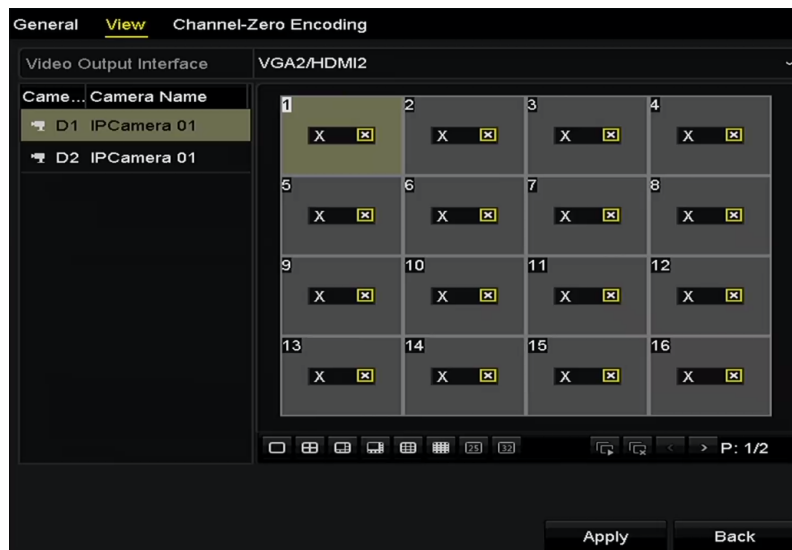 General View Channel-Zero Encoding
Video Output Interface VGA2/HDMI2
Came... Camera Name
D1 IPCamera 01
D2 IPCamera 01
1 2 3 4
X X X X
5 6 7 8
X X X X
9 10 11 12
X X X X
13 14 15 16
X X X X
25 32 P: 1/2
Apply Back